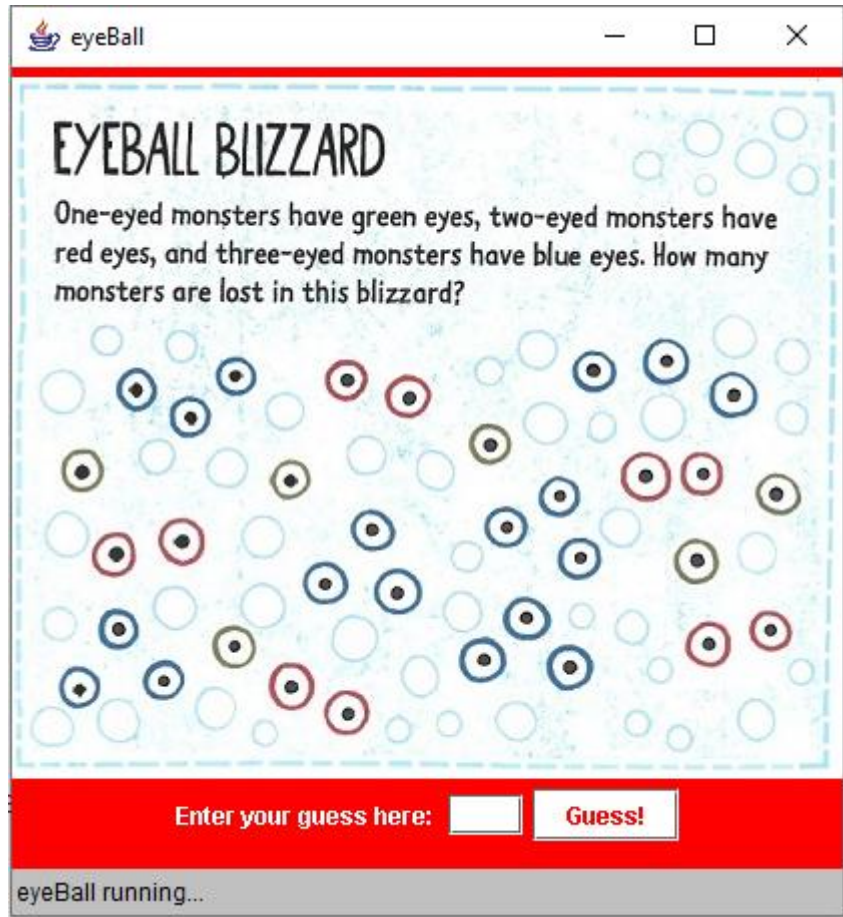 eyeBall
EYEBALL BLIZZARD
One-eyed monsters have green eyes, two-eyed monsters have
red eyes, and three-eyed monsters have blue eyes. How many
monsters are lost in this blizzard?
Enter your guess here: Guess!
eyeBall running...